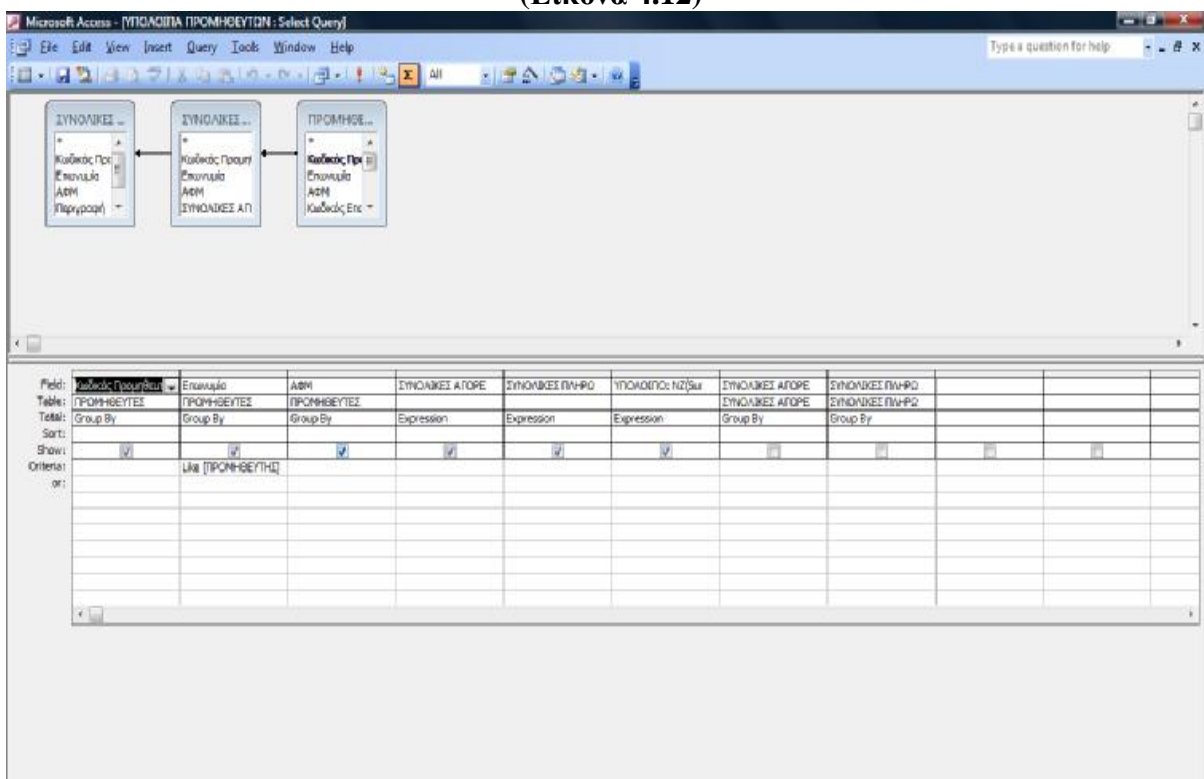 (Εικόνα 4.12)
Microsoft Access - [ΥΠΟΛΟΙΠΑ ΠΡΟΜΗΘΕΥΤΩΝ : Select Query]
File Edit View Insert Query Tools Window Help
Type a question for help
All
ΣΥΝΟΛΙΚΕΣ ... ΣΥΝΟΛΙΚΕΣ ... ΠΡΟΜΗΘΕ...
* * *
Κωδικός Προ Κωδικός Προμη Κωδικός Προ
Επωνυμία Επωνυμία Επωνυμία
ΑΦΜ ΑΦΜ ΑΦΜ
Περιγραφή ΣΥΝΟΛΙΚΕΣ ΑΓ Κωδικός Επα
Field: Κωδικός Προμηθευτ Επωνυμία ΑΦΜ ΣΥΝΟΛΙΚΕΣ ΑΓΟΡΕ ΣΥΝΟΛΙΚΕΣ ΠΛΗΡΩ ΥΠΟΛΟΙΠΟ: NZ(Sur ΣΥΝΟΛΙΚΕΣ ΑΓΟΡΕ ΣΥΝΟΛΙΚΕΣ ΠΛΗΡΩ
Table: ΠΡΟΜΗΘΕΥΤΕΣ ΠΡΟΜΗΘΕΥΤΕΣ ΠΡΟΜΗΘΕΥΤΕΣ ΣΥΝΟΛΙΚΕΣ ΑΓΟΡΕ ΣΥΝΟΛΙΚΕΣ ΠΛΗΡΩ
Total: Group By Group By Group By Expression Expression Expression Group By Group By
Sort:
Show:
Criteria: Like [ΠΡΟΜΗΘΕΥΤΗΣ]
or: